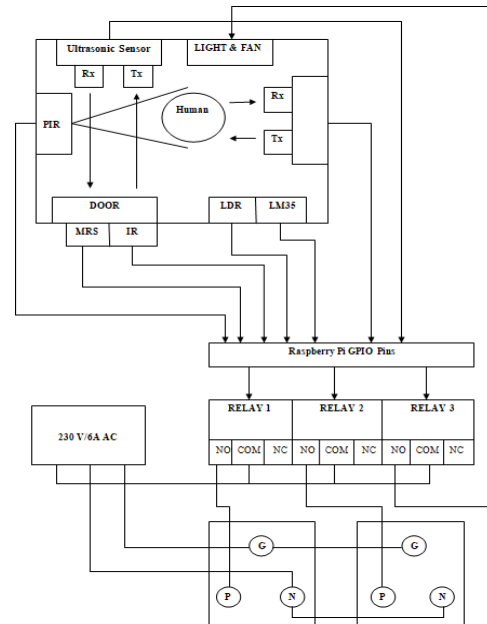 Ultrasonic Sensor
LIGHT & FAN
Rx
Tx
Human
Rx
PIR
Tx
DOOR
LDR
LM35
MRS
IR
Raspberry Pi GPIO Pins
RELAY 1
RELAY 2
RELAY 3
230 V/6A AC
NO
COM
NC
NO
COM
NC
NO
COM
NC
G
G
P
N
P
N